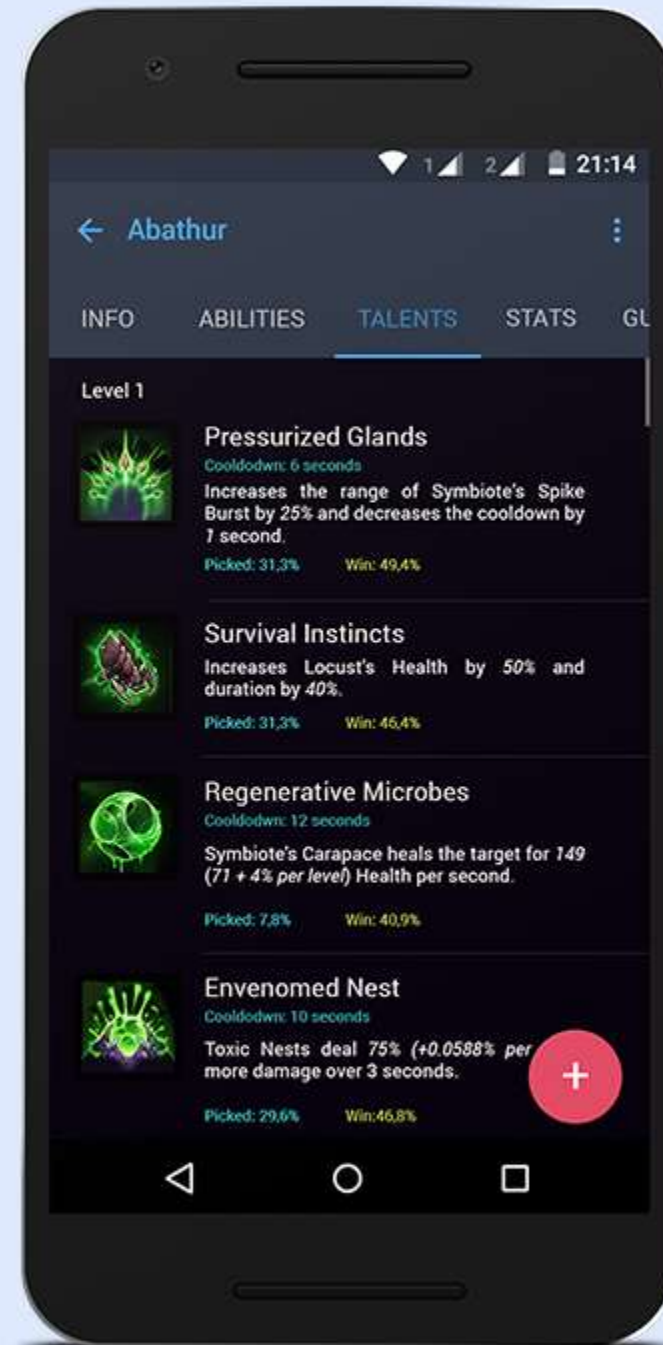 1 2 21:14
Abathur
INFO ABILITIES TALENTS STATS GU
Level 1
Pressurized Glands
Cooldodwn: 6 seconds
Increases the range of Symbiote's Spike
Burst by 25% and decreases the cooldown by
1 second.
Picked: 31,3% Win: 49,4%
Survival Instincts
Increases Locust's Health by 50% and
duration by 40%.
Picked: 31,3% Win: 46,4%
Regenerative Microbes
Cooldodwn: 12 seconds
Symbiote's Carapace heals the target for 149
(71 + 4% per level) Health per second.
Picked: 7,8% Win: 40,9%
Envenomed Nest
Cooldodwn: 10 seconds
Toxic Nests deal 75% (+0.0588% per
more damage over 3 seconds.
Picked: 29,6% Win:46,8%